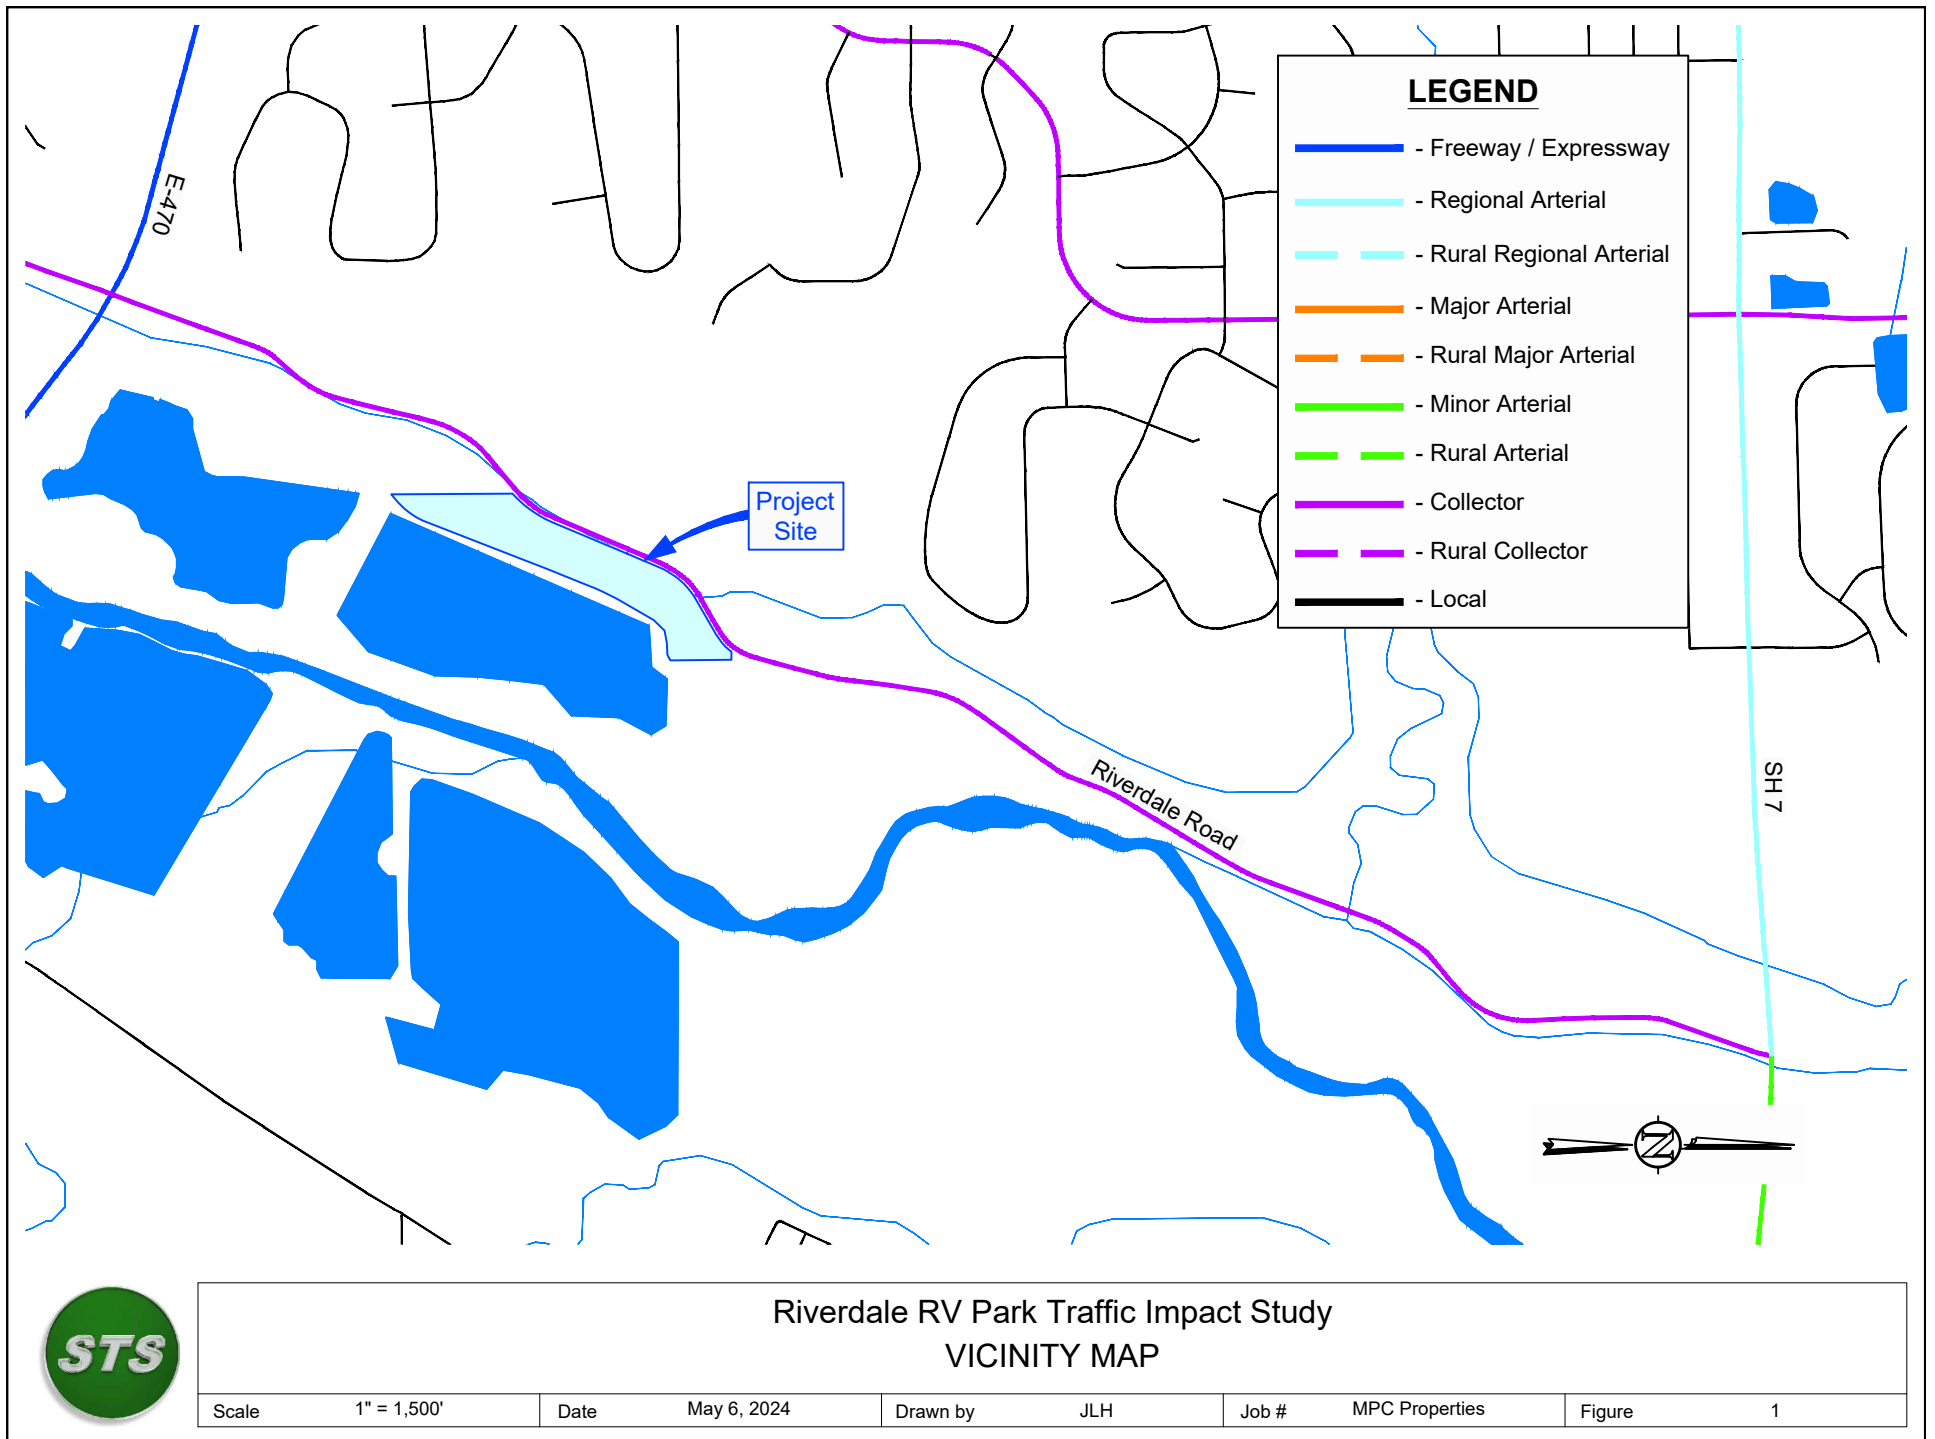 LEGEND
- Freeway / Expressway
- Regional Arterial
- Rural Regional Arterial
- Major Arterial
- Rural Major Arterial
- Minor Arterial
- Rural Arterial
- Collector
- Rural Collector
- Local
E-470
Project
Site
Riverdale Road
SH 7
N
STS
Riverdale RV Park Traffic Impact Study
VICINITY MAP
Scale 1" = 1,500' Date May 6, 2024 Drawn by JLH Job # MPC Properties Figure 1